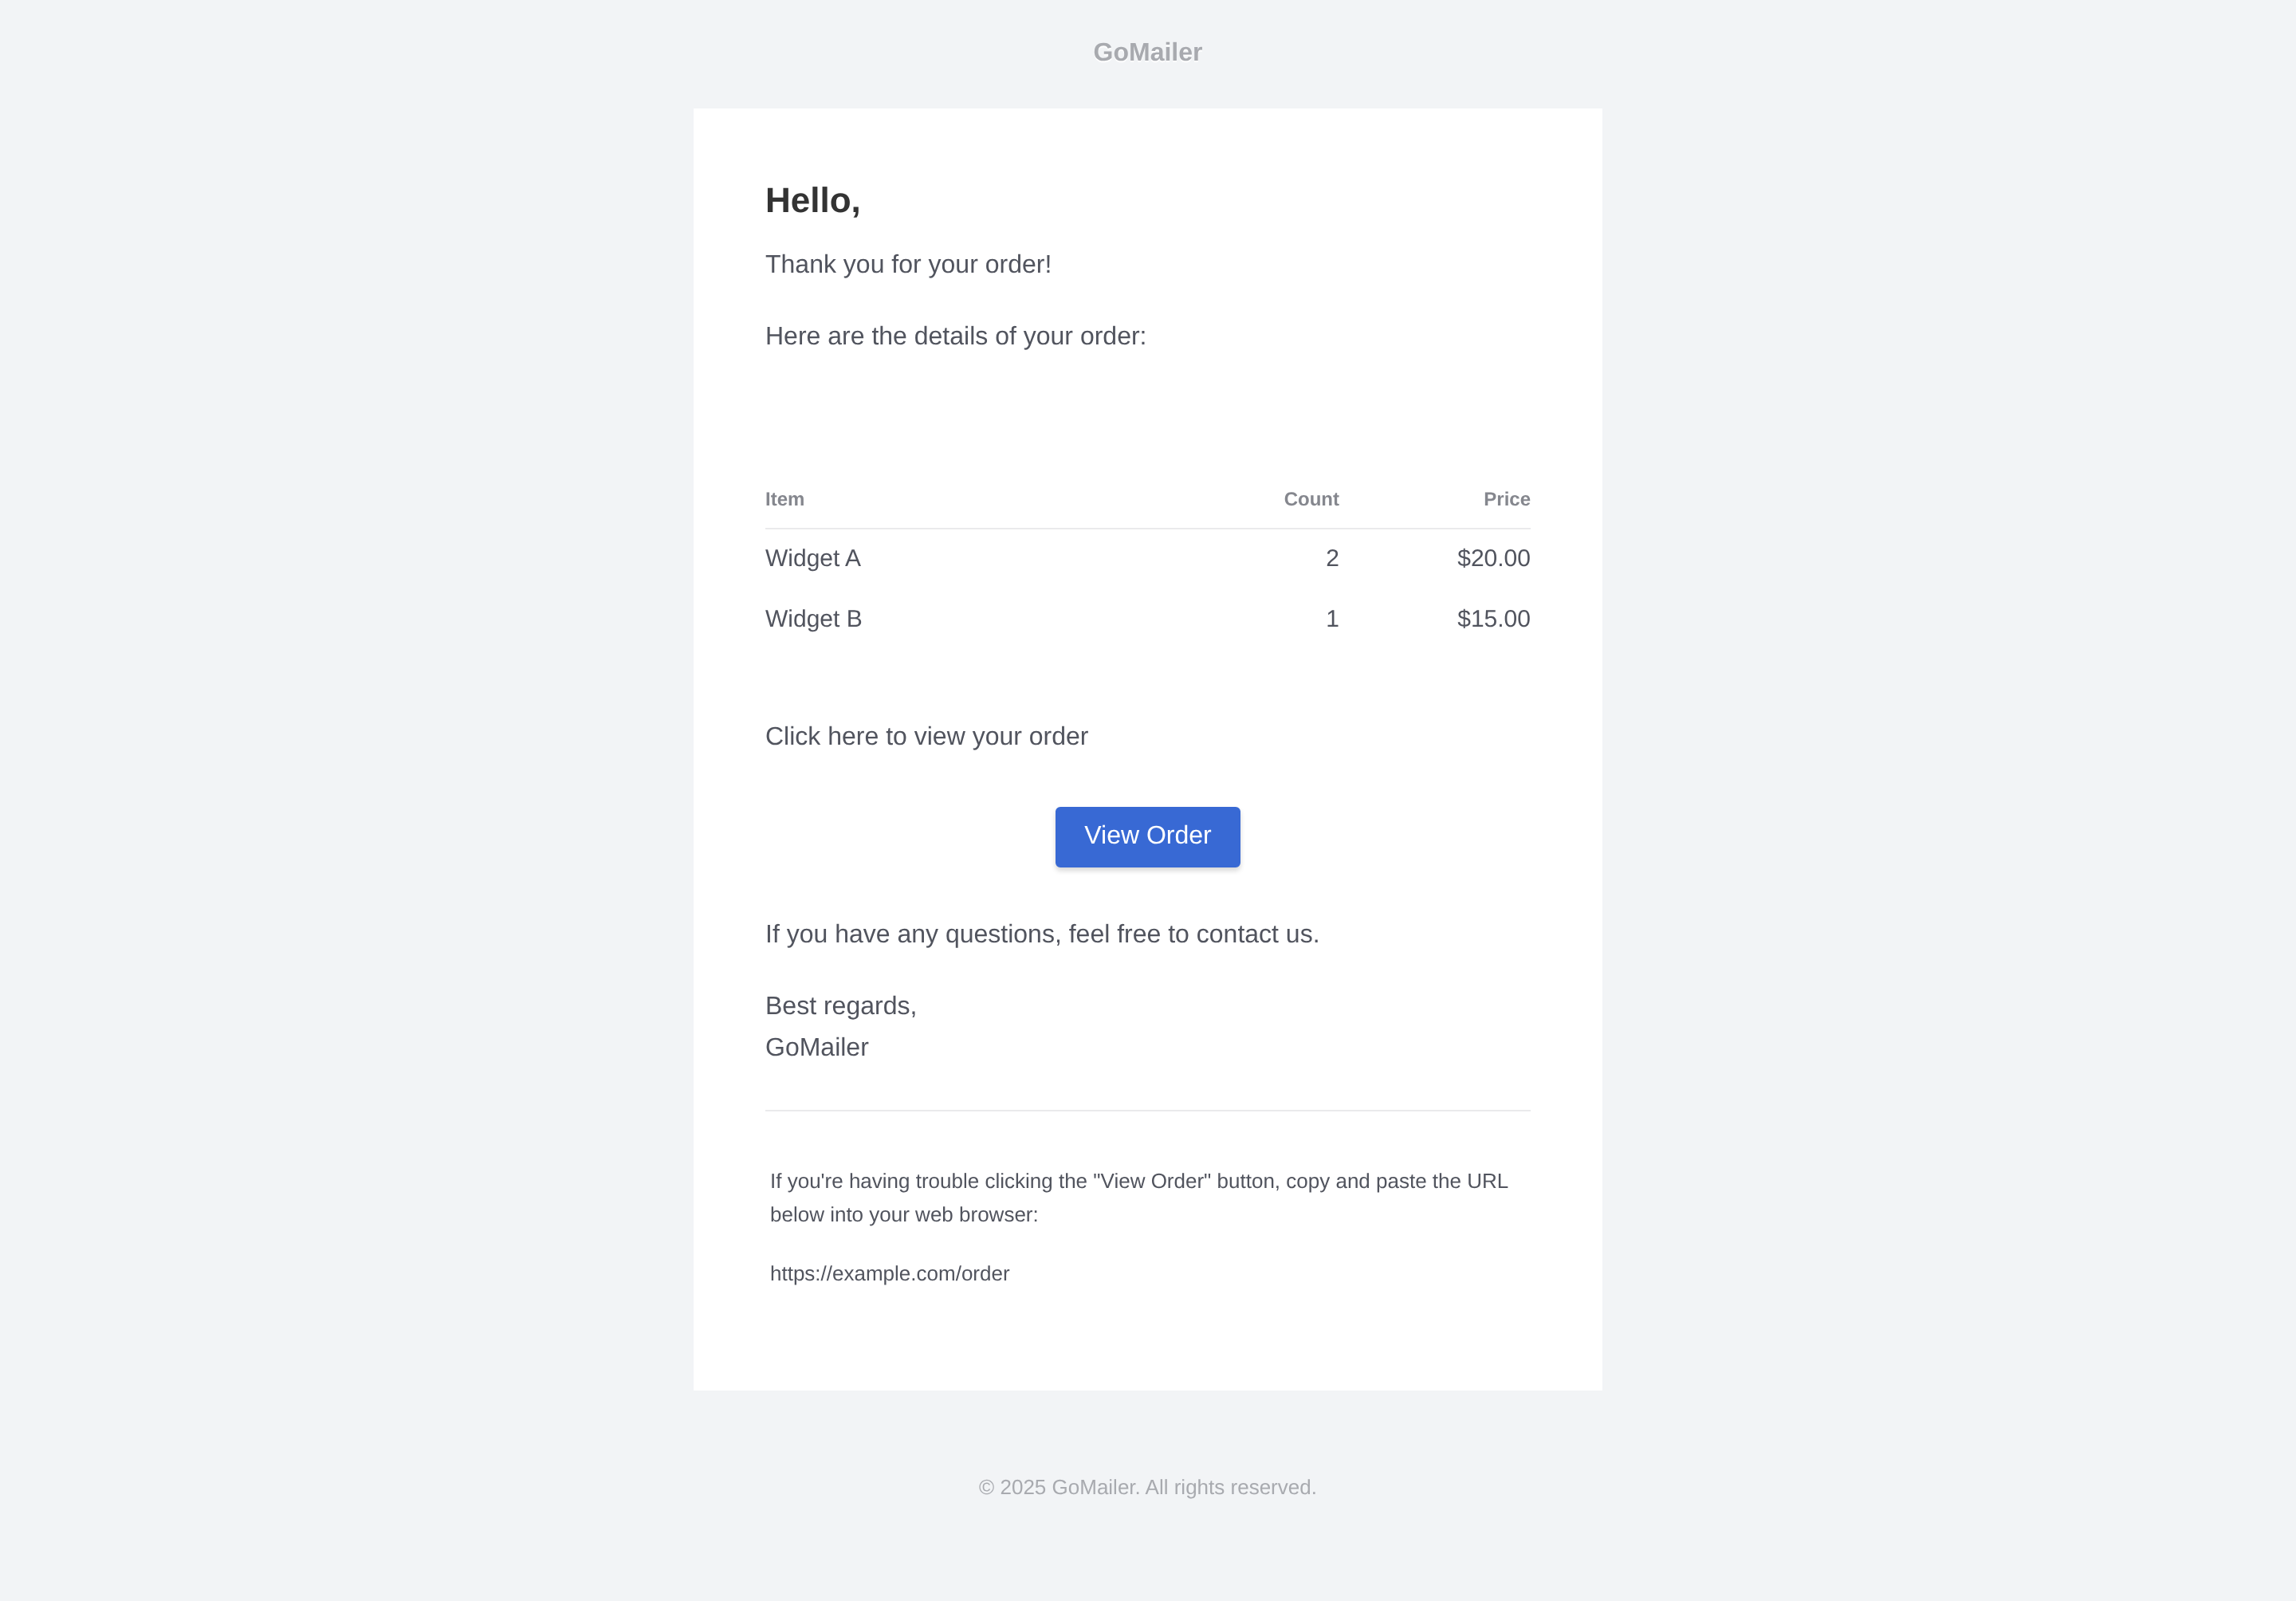 GoMailer
Hello,
Thank you for your order!
Here are the details of your order:
Item Count Price
Widget A 2 $20.00
Widget B 1 $15.00
Click here to view your order
View Order
If you have any questions, feel free to contact us.
Best regards,
GoMailer
If you're having trouble clicking the "View Order" button, copy and paste the URL
below into your web browser:
https://example.com/order
© 2025 GoMailer. All rights reserved.